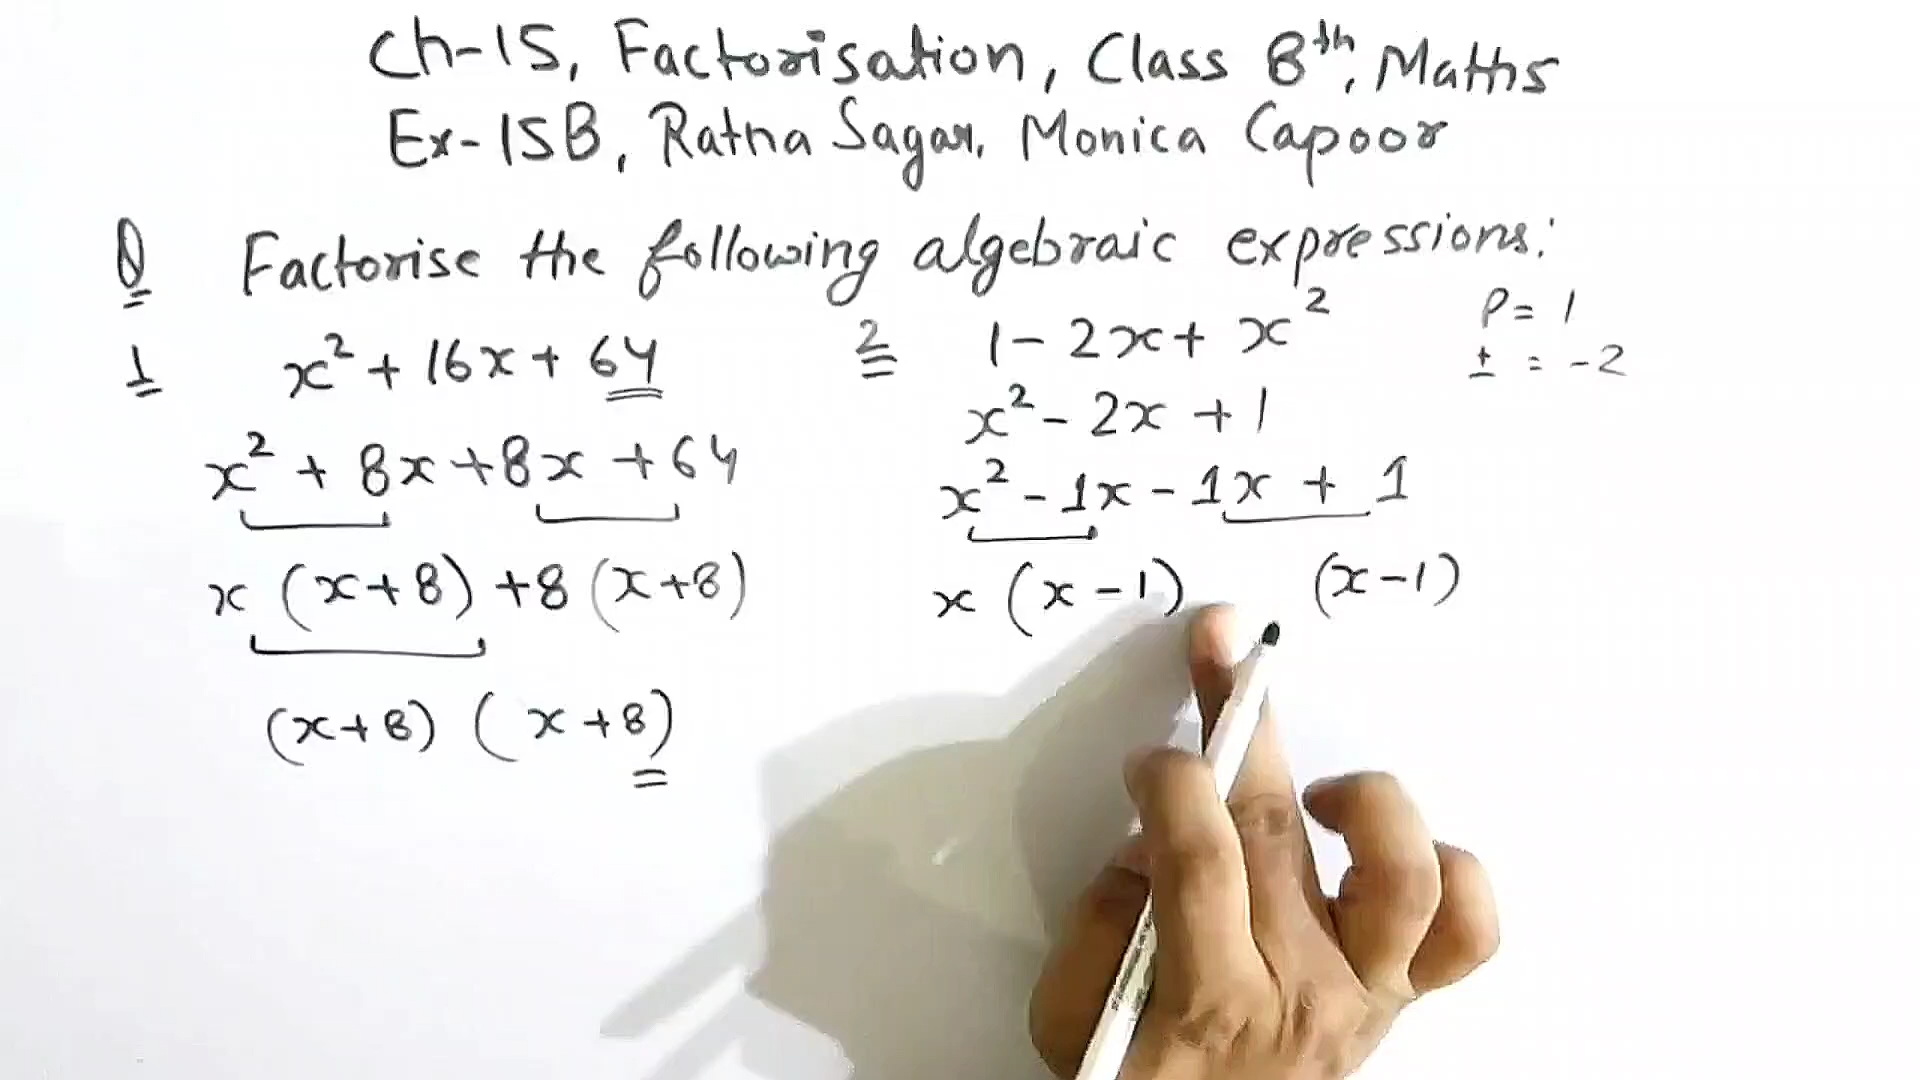 Ch-15, Factorisation, Class 8th, Maths
Ex-15B, Ratna Sagar, Monica Capoor
Q Factorise the following algebraic expressions:
1 x² + 16x + 64
x² + 8x + 8x + 64
x (x + 8) + 8 (x + 8)
(x + 8) (x + 8)
2 1 - 2x + x²
x² - 2x + 1
x² - 1x - 1x + 1
x (x - 1) (x - 1)
P = 1
± = -2